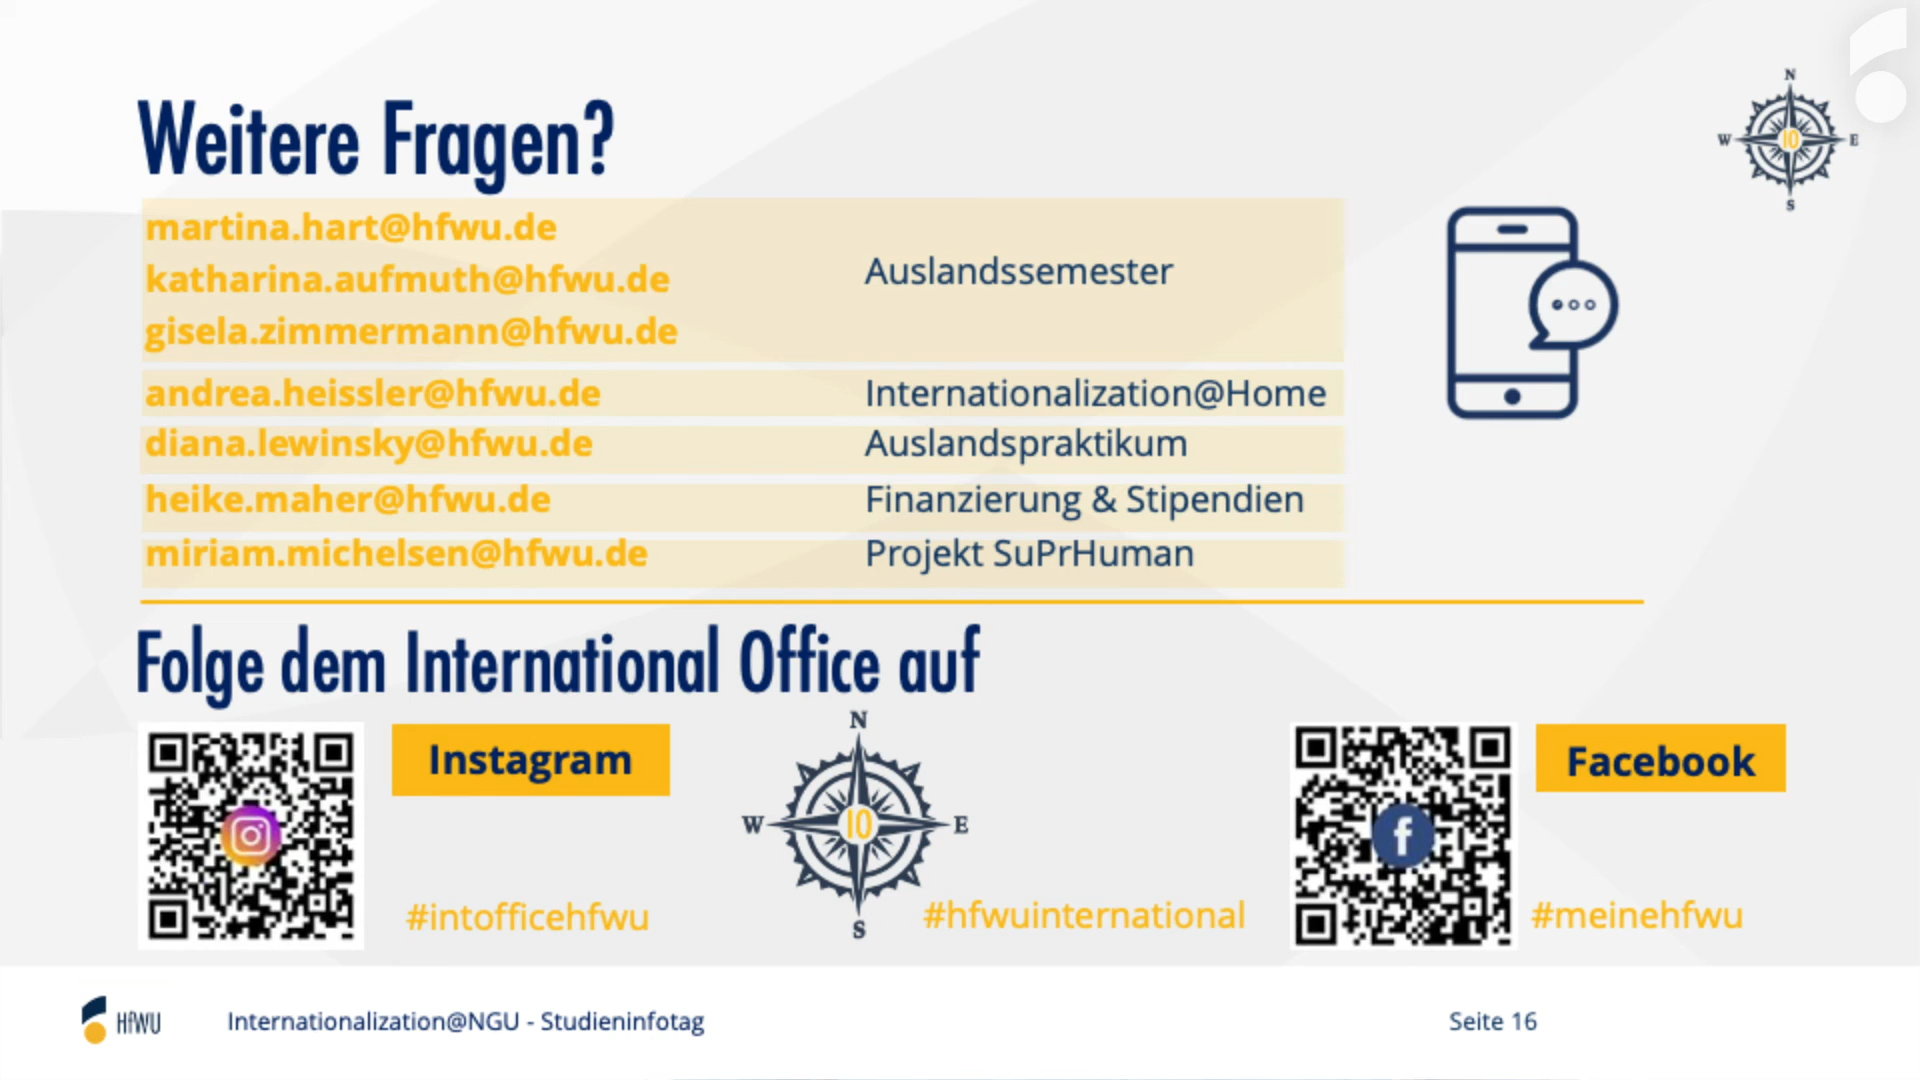 Weitere Fragen?
martina.hart@hfwu.de
katharina.aufmuth@hfwu.de
gisela.zimmermann@hfwu.de
Auslandssemester
andrea.heissler@hfwu.de Internationalization@Home
diana.lewinsky@hfwu.de Auslandspraktikum
heike.maher@hfwu.de Finanzierung & Stipendien
miriam.michelsen@hfwu.de Projekt SuPrHuman
N
W IO E
S
Folge dem International Office auf
Instagram
#intofficehfwu
N
W IO E
S
#hfwuinternational
f
Facebook
#meinehfwu
HfWU Internationalization@NGU - Studieninfotag Seite 16